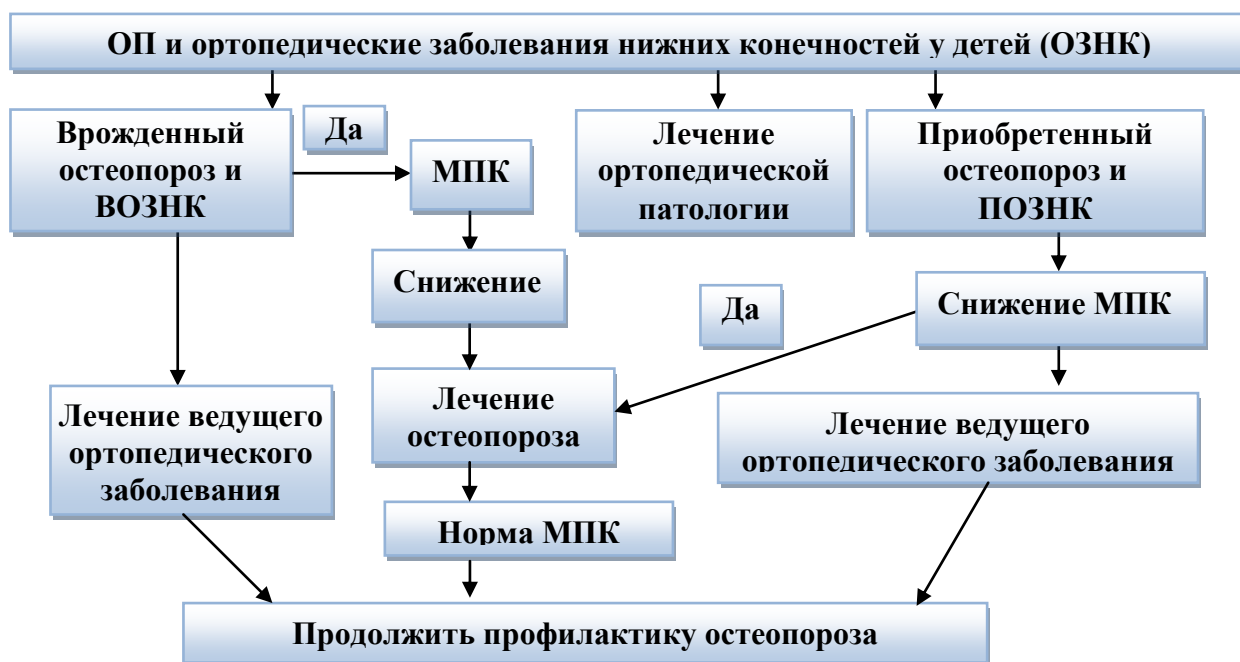 ОП и ортопедические заболевания нижних конечностей у детей (ОЗНК)
Врожденный
остеопороз и
ВОЗНК
Да
МПК
Лечение
ортопедической
патологии
Приобретенный
остеопороз и
ПОЗНК
Снижение
Да
Снижение МПК
Лечение ведущего
ортопедического
заболевания
Лечение
остеопороза
Лечение ведущего
ортопедического заболевания
Норма МПК
Продолжить профилактику остеопороза